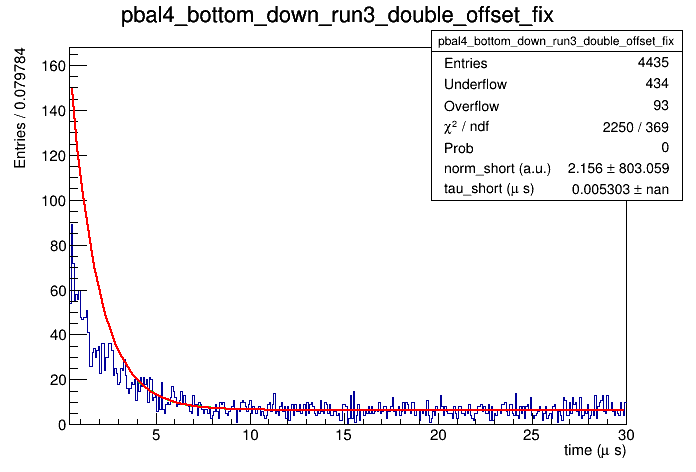 pbal4_bottom_down_run3_double_offset_fix
pbal4_bottom_down_run3_double_offset_fix
Entries 4435
Underflow 434
Overflow 93
χ² / ndf 2250 / 369
Prob 0
norm_short (a.u.) 2.156 ± 803.059
tau_short (μ s) 0.005303 ± nan
Entries / 0.079784
160
140
120
100
80
60
40
20
0
5 10 15 20 25 30
time (μ s)